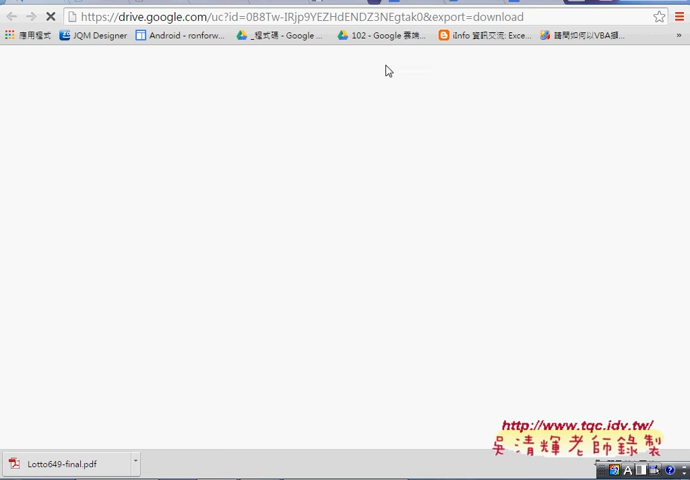 https://drive.google.com/uc?id=0B8Tw-IRjp9YEZHdENDZ3NEgtak0&export=download
應用程式 JQM Designer Android - ronforw... _程式碼 - Google ... 102 - Google 雲端... iInfo 資訊交流: Exce... 請問如何以VBA擷... »
http://www.tqc.idv.tw/
吳清輝老師錄製
Lotto649-final.pdf
A